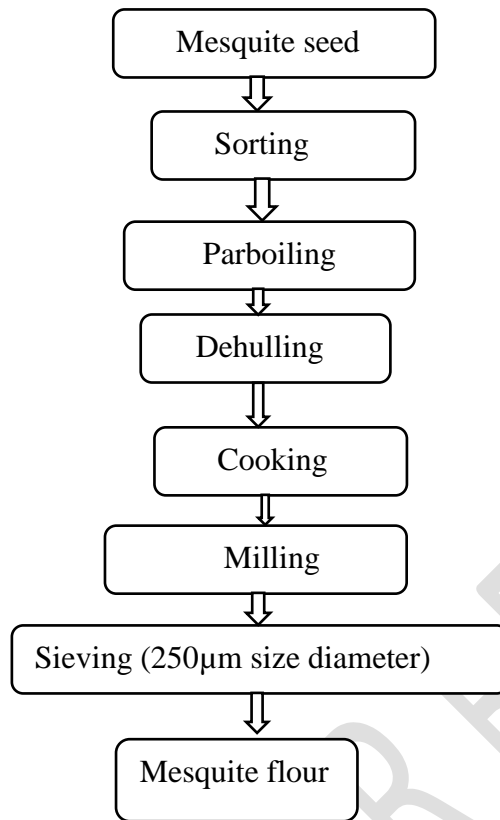 Mesquite seed
Sorting
Parboiling
Dehulling
Cooking
Milling
Sieving (250µm size diameter)
Mesquite flour